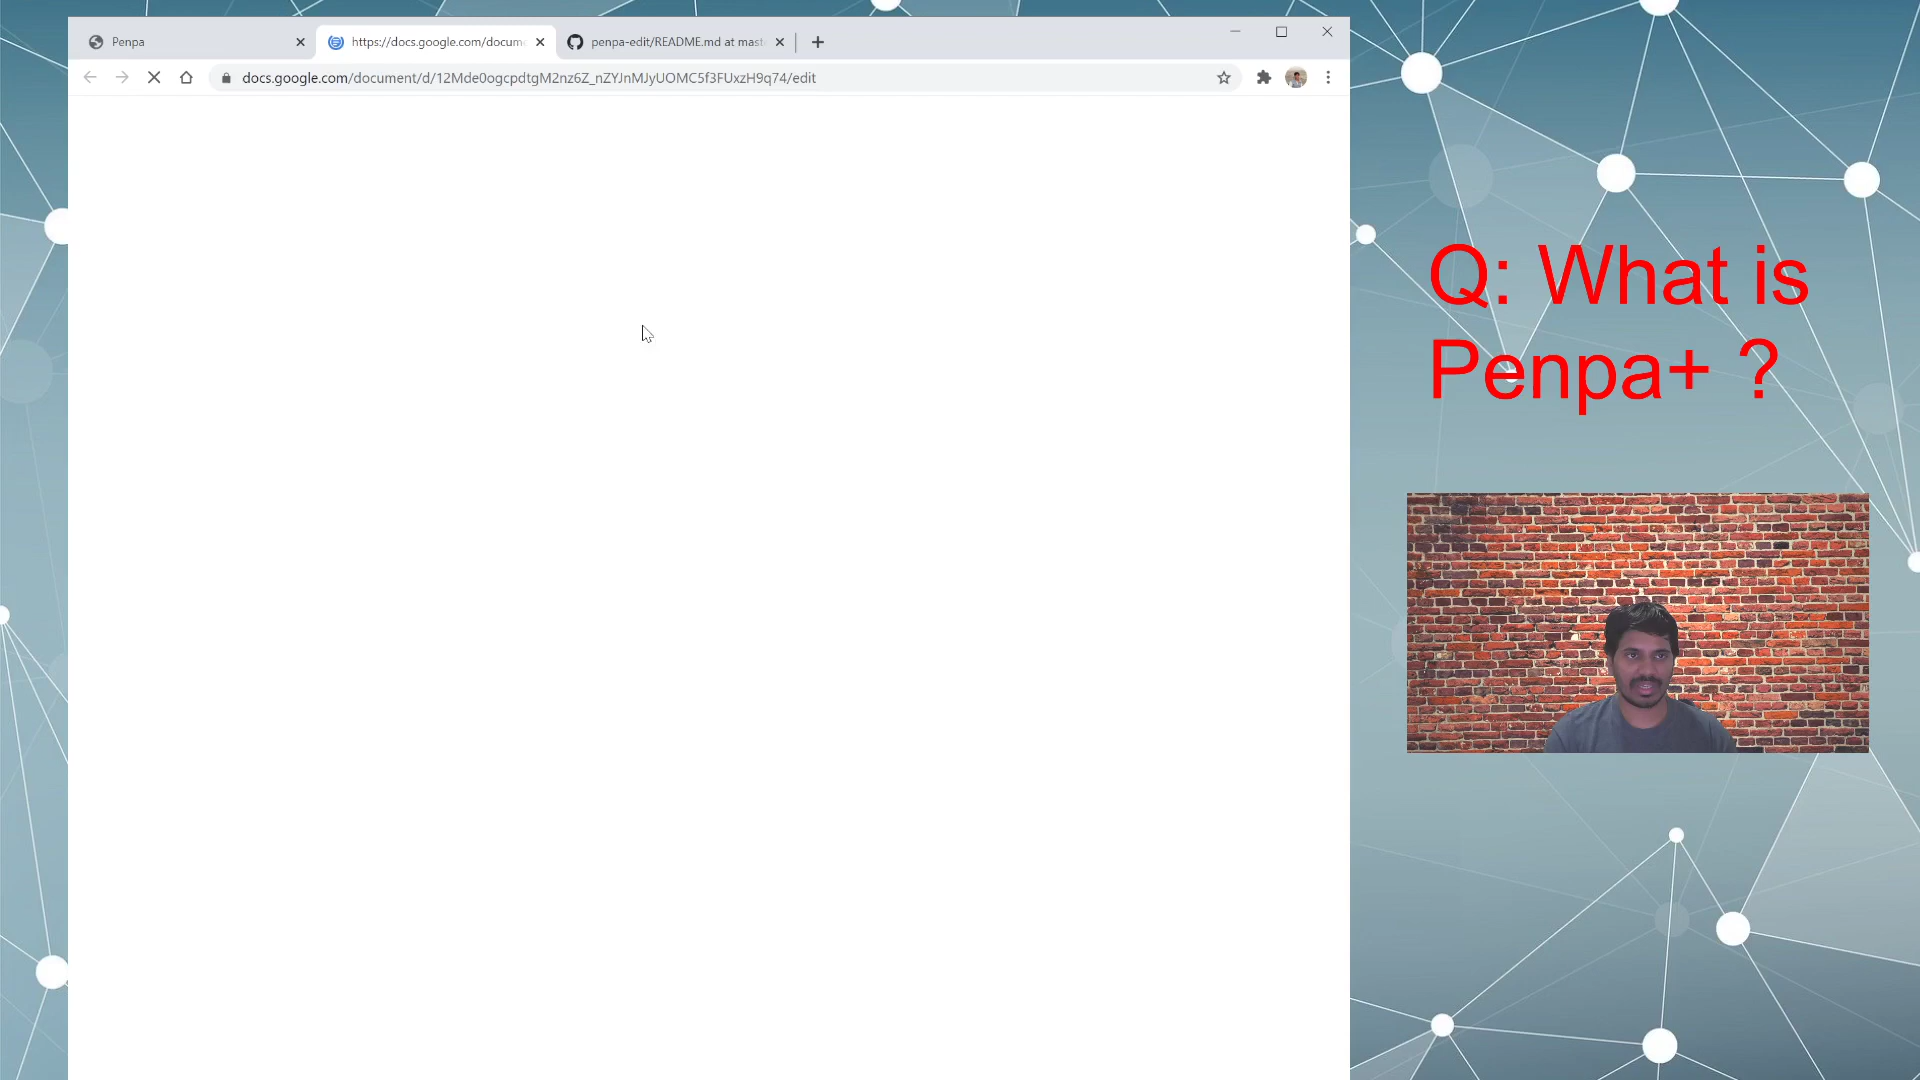 Penpa
https://docs.google.com/docume
penpa-edit/README.md at mast
docs.google.com/document/d/12Mde0ogcpdtgM2nz6Z_nZYJnMJyUOMC5f3FUxzH9q74/edit
Q: What is
Penpa+ ?